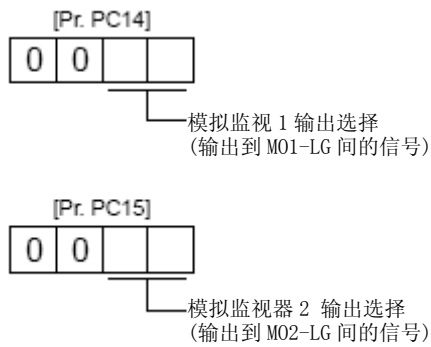 [Pr. PC14]
0 0
模拟监视 1 输出选择
(输出到 MO1-LG 间的信号)
[Pr. PC15]
0 0
模拟监视器 2 输出选择
(输出到 MO2-LG 间的信号)